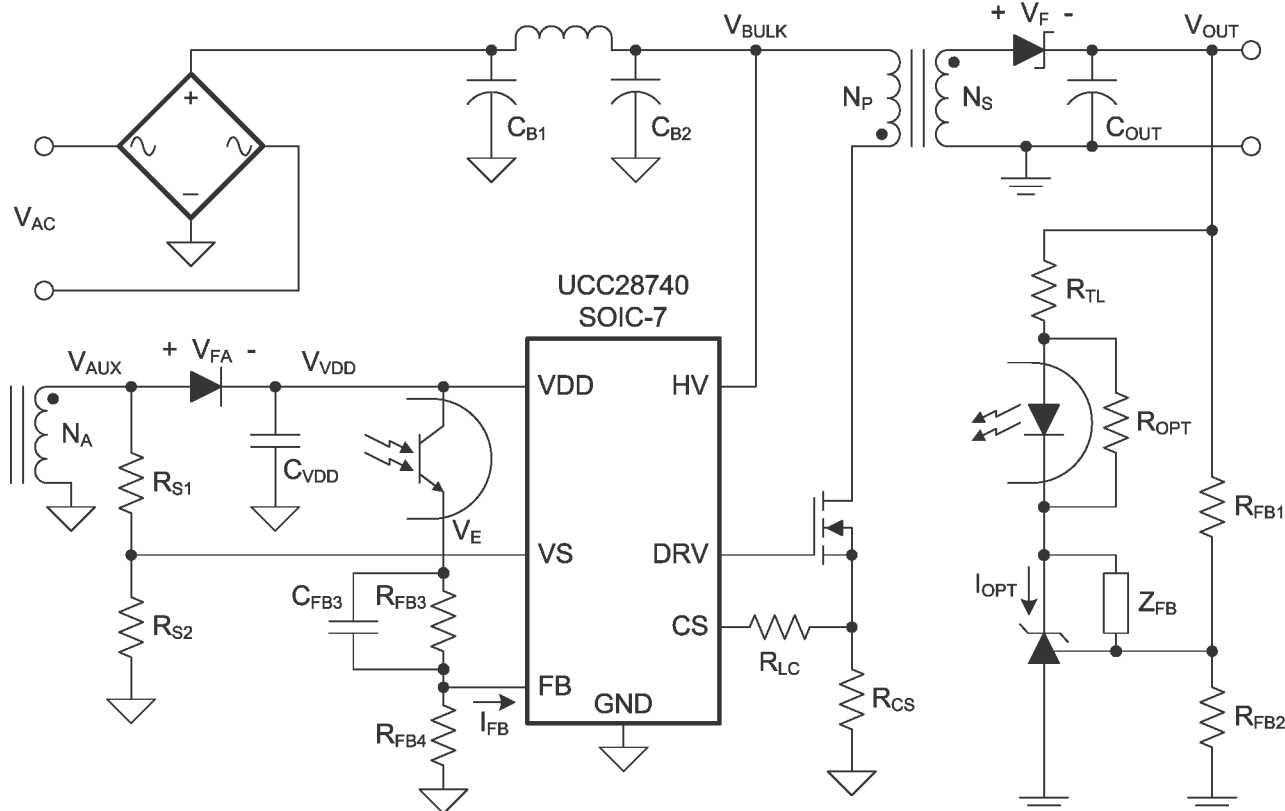 + V_F -
V_BULK
V_OUT
+
N_P
N_S
C_B1
C_B2
C_OUT
−
V_AC
UCC28740
SOIC-7
R_TL
+ V_FA -
V_AUX
V_VDD
VDD
HV
N_A
R_OPT
C_VDD
R_S1
R_FB1
V_E
VS
DRV
I_OPT
C_FB3
R_FB3
Z_FB
R_S2
CS
R_LC
FB
GND
R_CS
I_FB
R_FB4
R_FB2